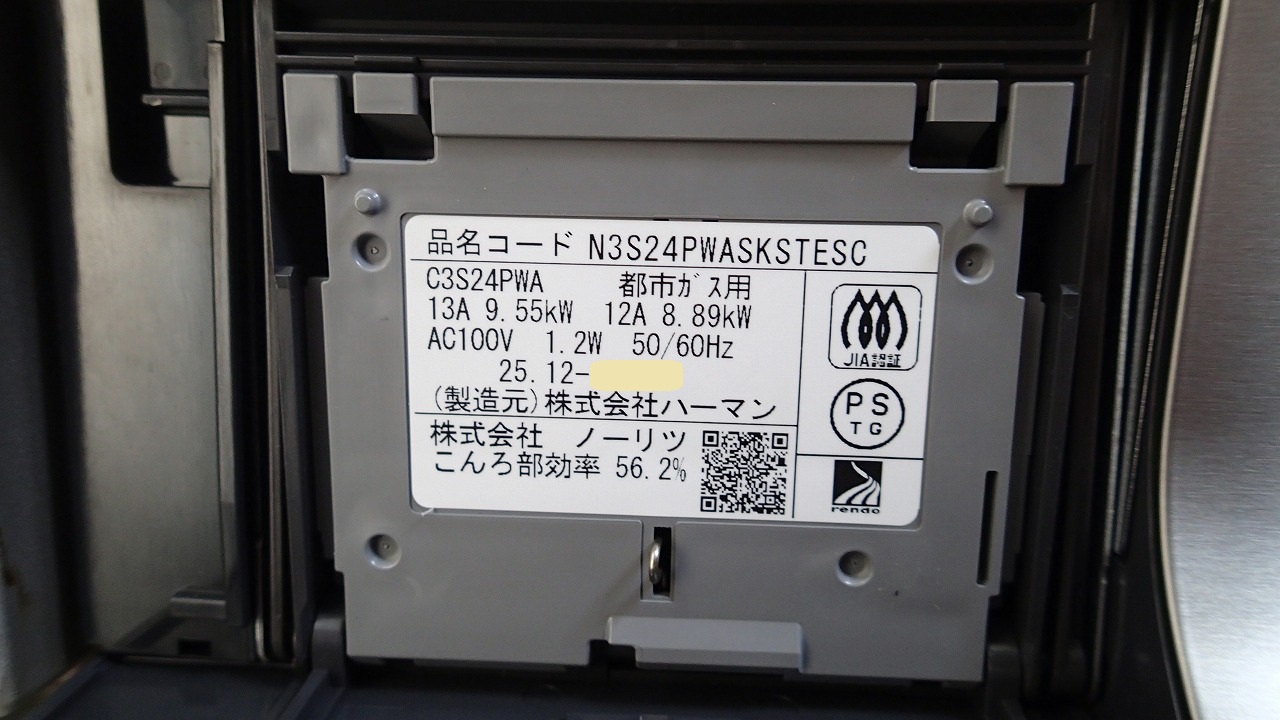 品名コード N3S24PWASKSTESC
C3S24PWA 都市ｶﾞｽ用
13A 9.55kW 12A 8.89kW
AC100V 1.2W 50/60Hz
25.12-
(製造元)株式会社ハーマン
株式会社 ノーリツ
こんろ部効率 56.2%
JIA認証
PS
TG
rendo